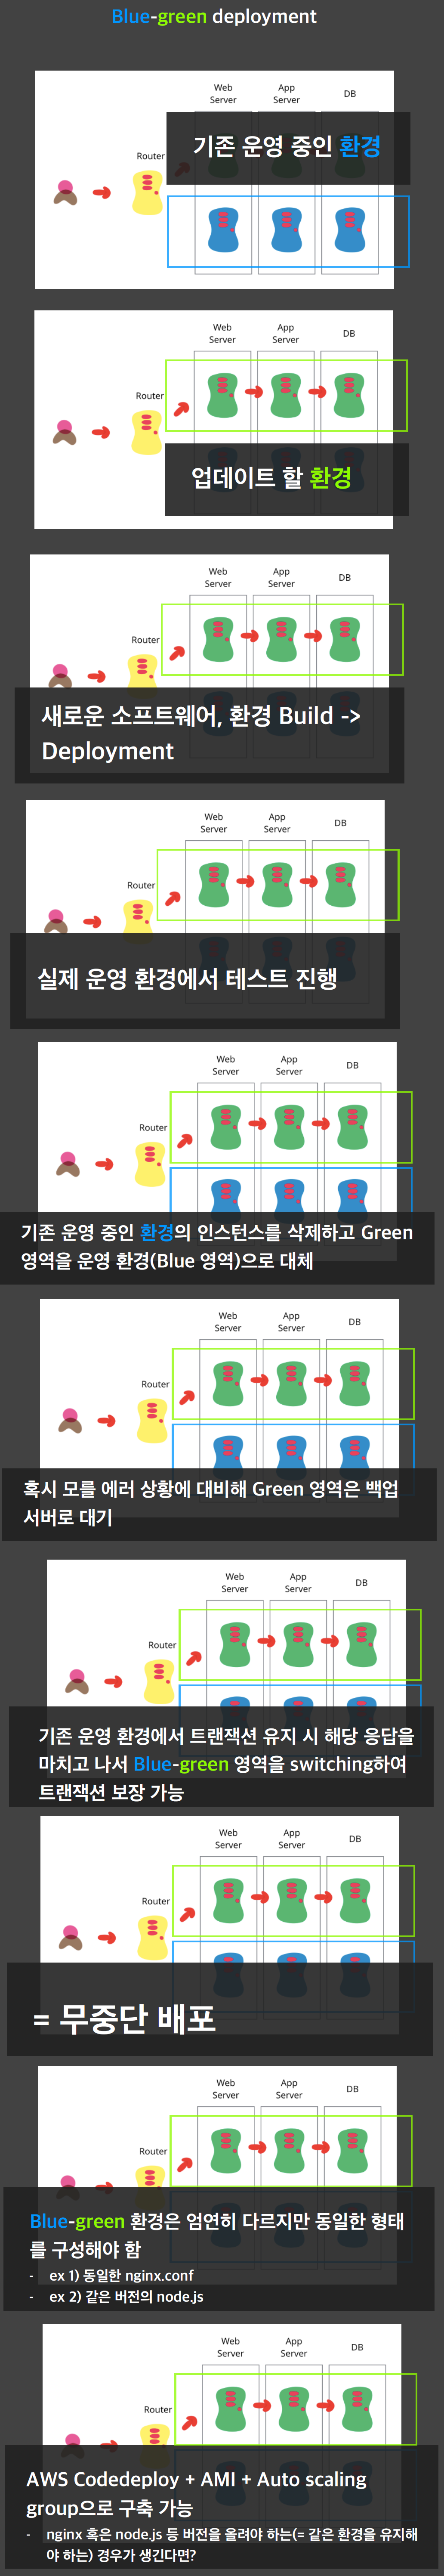 Blue-green deployment
Web
Server
App
Server
DB
Router
기존 운영 중인 환경
Web
Server
App
Server
DB
Router
업데이트 할 환경
Web
Server
App
Server
DB
Router
새로운 소프트웨어, 환경 Build ->
Deployment
Web
Server
App
Server
DB
Router
실제 운영 환경에서 테스트 진행
Web
Server
App
Server
DB
Router
기존 운영 중인 환경의 인스턴스를 삭제하고 Green
영역을 운영 환경(Blue 영역)으로 대체
Web
Server
App
Server
DB
Router
혹시 모를 에러 상황에 대비해 Green 영역은 백업
서버로 대기
Web
Server
App
Server
DB
Router
기존 운영 환경에서 트랜잭션 유지 시 해당 응답을
마치고 나서 Blue-green 영역을 switching하여
트랜잭션 보장 가능
Web
Server
App
Server
DB
Router
= 무중단 배포
Web
Server
App
Server
DB
Router
Blue-green 환경은 엄연히 다르지만 동일한 형태
를 구성해야 함
- ex 1) 동일한 nginx.conf
- ex 2) 같은 버전의 node.js
Web
Server
App
Server
DB
Router
AWS Codedeploy + AMI + Auto scaling
group으로 구축 가능
- nginx 혹은 node.js 등 버전을 올려야 하는(= 같은 환경을 유지해
야 하는) 경우가 생긴다면?